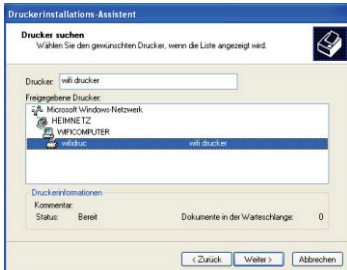 Druckerinstallations-Assistent
Drucker suchen
Wählen Sie den gewünschten Drucker, wenn die Liste angezeigt wird.
Drucker: wifi drucker
Freigegebene Drucker:
Microsoft Windows-Netzwerk
HEIMNETZ
WIFICOMPUTER
wifidruc wifi drucker
Druckerinformationen
Kommentar:
Status: Bereit Dokumente in der Warteschlange: 0
< Zurück Weiter > Abbrechen